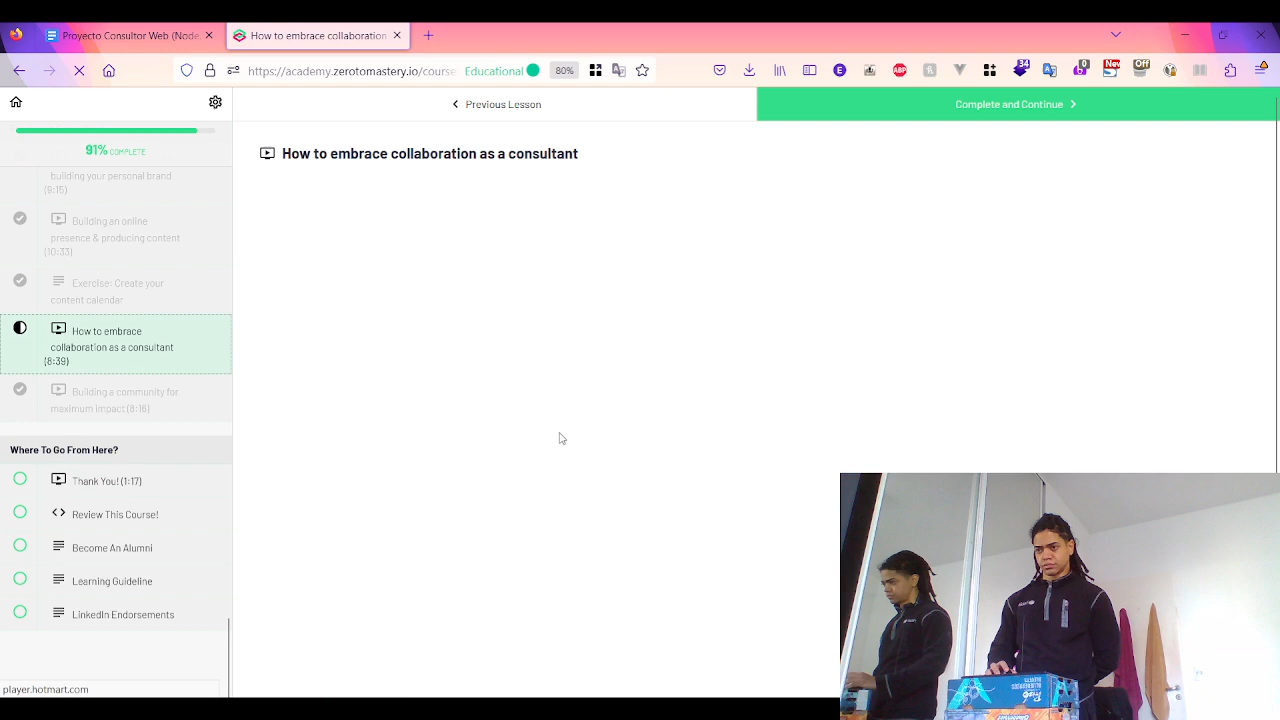 Proyecto Consultor Web (Node.
How to embrace collaboration
https://academy.zerotomastery.io/course
Educational
80%
34
0
New
Off
Previous Lesson
Complete and Continue
91% COMPLETE
building your personal brand
(9:15)
Building an online
presence & producing content
(10:33)
Exercise: Create your
content calendar
How to embrace
collaboration as a consultant
(8:39)
Building a community for
maximum impact (8:16)
Where To Go From Here?
Thank You! (1:17)
Review This Course!
Become An Alumni
Learning Guideline
LinkedIn Endorsements
player.hotmart.com
How to embrace collaboration as a consultant